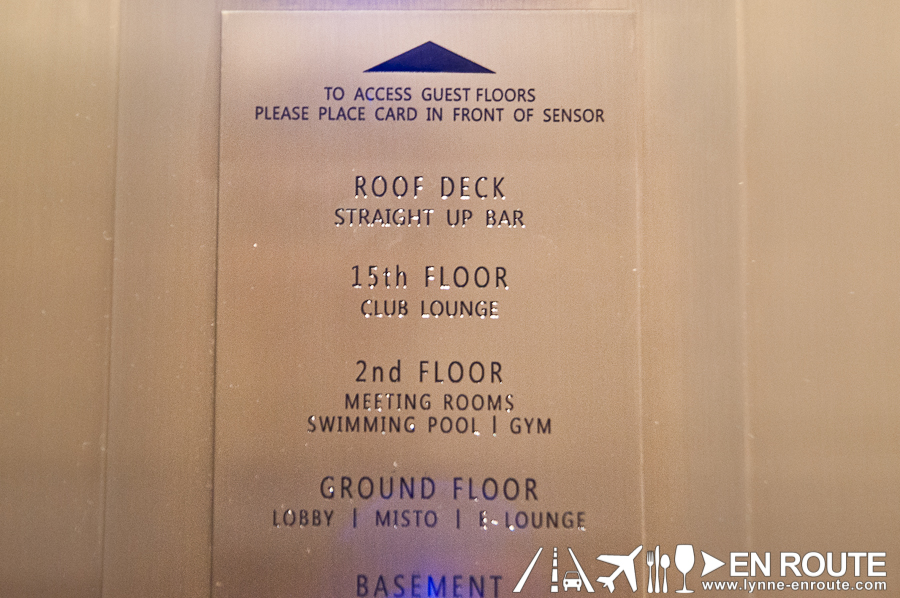 TO ACCESS GUEST FLOORS
PLEASE PLACE CARD IN FRONT OF SENSOR
ROOF DECK
STRAIGHT UP BAR
15th FLOOR
CLUB LOUNGE
2nd FLOOR
MEETING ROOMS
SWIMMING POOL | GYM
GROUND FLOOR
LOBBY | MISTO | E-LOUNGE
BASEMENT
EN ROUTE
www.lynne-enroute.com